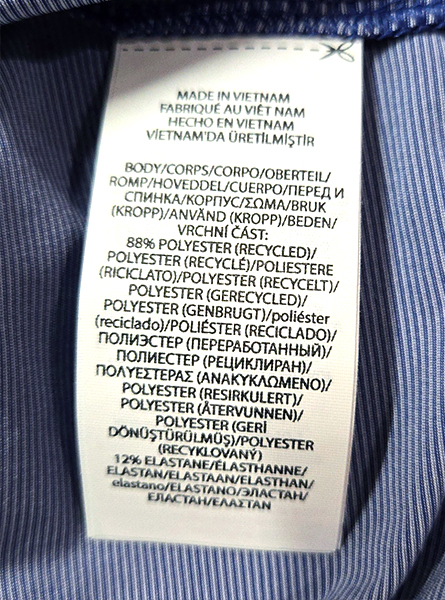 MADE IN VIETNAM
FABRIQUÉ AU VIÊT NAM
HECHO EN VIETNAM
VİETNAM'DA ÜRETİLMİŞTİR
BODY/CORPS/CORPO/OBERTEIL/
ROMP/HOVEDDEL/CUERPO/ПЕРЕД И
СПИНКА/КОРПУС/ΣΩΜΑ/BRUK
(KROPP)/ANVÄND (KROPP)/BEDEN/
VRCHNÍ ČÁST:
88% POLYESTER (RECYCLED)/
POLYESTER (RECYCLÉ)/POLIESTERE
(RICICLATO)/POLYESTER (RECYCELT)/
POLYESTER (GERECYCLED)/
POLYESTER (GENBRUGT)/poliéster
(reciclado)/POLIÉSTER (RECICLADO)/
ПОЛИЭСТЕР (ПЕРЕРАБОТАННЫЙ)/
ПОЛИЕСТЕР (РЕЦИКЛИРАН)/
ΠΟΛΥΕΣΤΕΡΑΣ (ΑΝΑΚΥΚΛΩΜΕΝΟ)/
POLYESTER (RESIRKULERT)/
POLYESTER (ÅTERVUNNEN)/
POLYESTER (GERİ
DÖNÜŞTÜRÜLMÜŞ)/POLYESTER
(RECYKLOVANÝ)
12% ELASTANE/ÉLASTHANNE/
ELASTAN/ELASTAAN/ELASTHAN/
elastano/ELASTANO/ЭЛАСТАН/
ЕЛАСТАН/ΕΛΑΣΤΑΝ